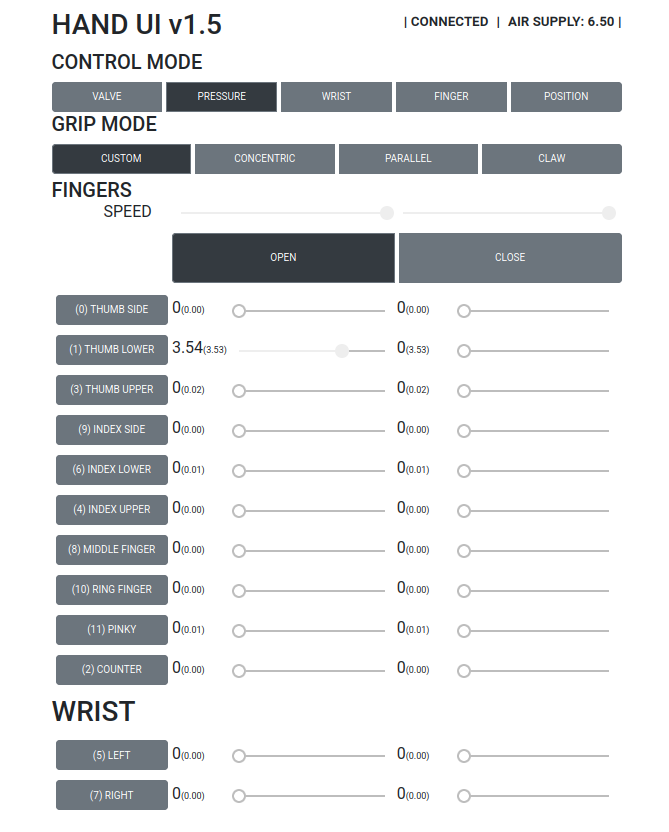 HAND UI v1.5 | CONNECTED | AIR SUPPLY: 6.50 |
CONTROL MODE
VALVE PRESSURE WRIST FINGER POSITION
GRIP MODE
CUSTOM CONCENTRIC PARALLEL CLAW
FINGERS
SPEED
OPEN CLOSE
(0) THUMB SIDE 0(0.00) 0(0.00)
(1) THUMB LOWER 3.54(3.53) 0(3.53)
(3) THUMB UPPER 0(0.02) 0(0.02)
(9) INDEX SIDE 0(0.00) 0(0.00)
(6) INDEX LOWER 0(0.01) 0(0.01)
(4) INDEX UPPER 0(0.00) 0(0.00)
(8) MIDDLE FINGER 0(0.00) 0(0.00)
(10) RING FINGER 0(0.00) 0(0.00)
(11) PINKY 0(0.01) 0(0.01)
(2) COUNTER 0(0.00) 0(0.00)
WRIST
(5) LEFT 0(0.00) 0(0.00)
(7) RIGHT 0(0.00) 0(0.00)